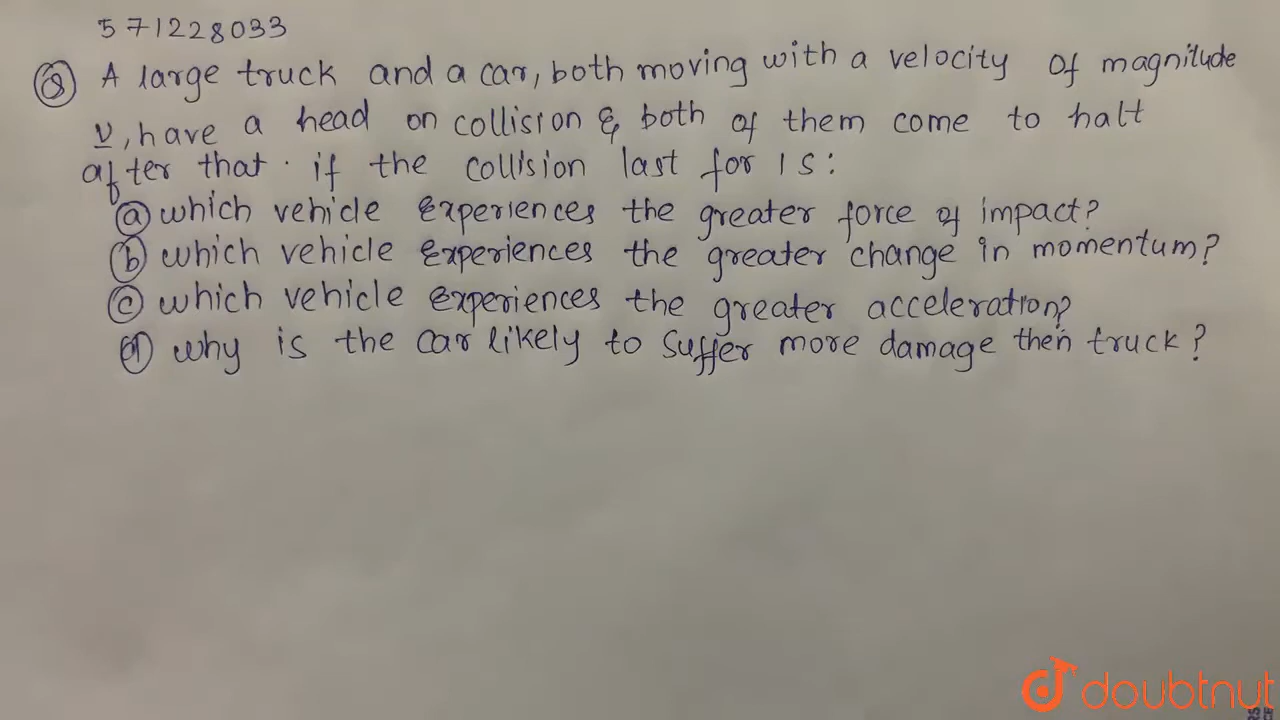 571228033
Q A large truck and a car, both moving with a velocity of magnitude
v, have a head on collision & both of them come to halt
after that. if the collision last for 1 s:
(a) which vehicle experiences the greater force of impact?
(b) which vehicle experiences the greater change in momentum?
(c) which vehicle experiences the greater acceleration?
(d) why is the car likely to suffer more damage then truck?
doubtnut